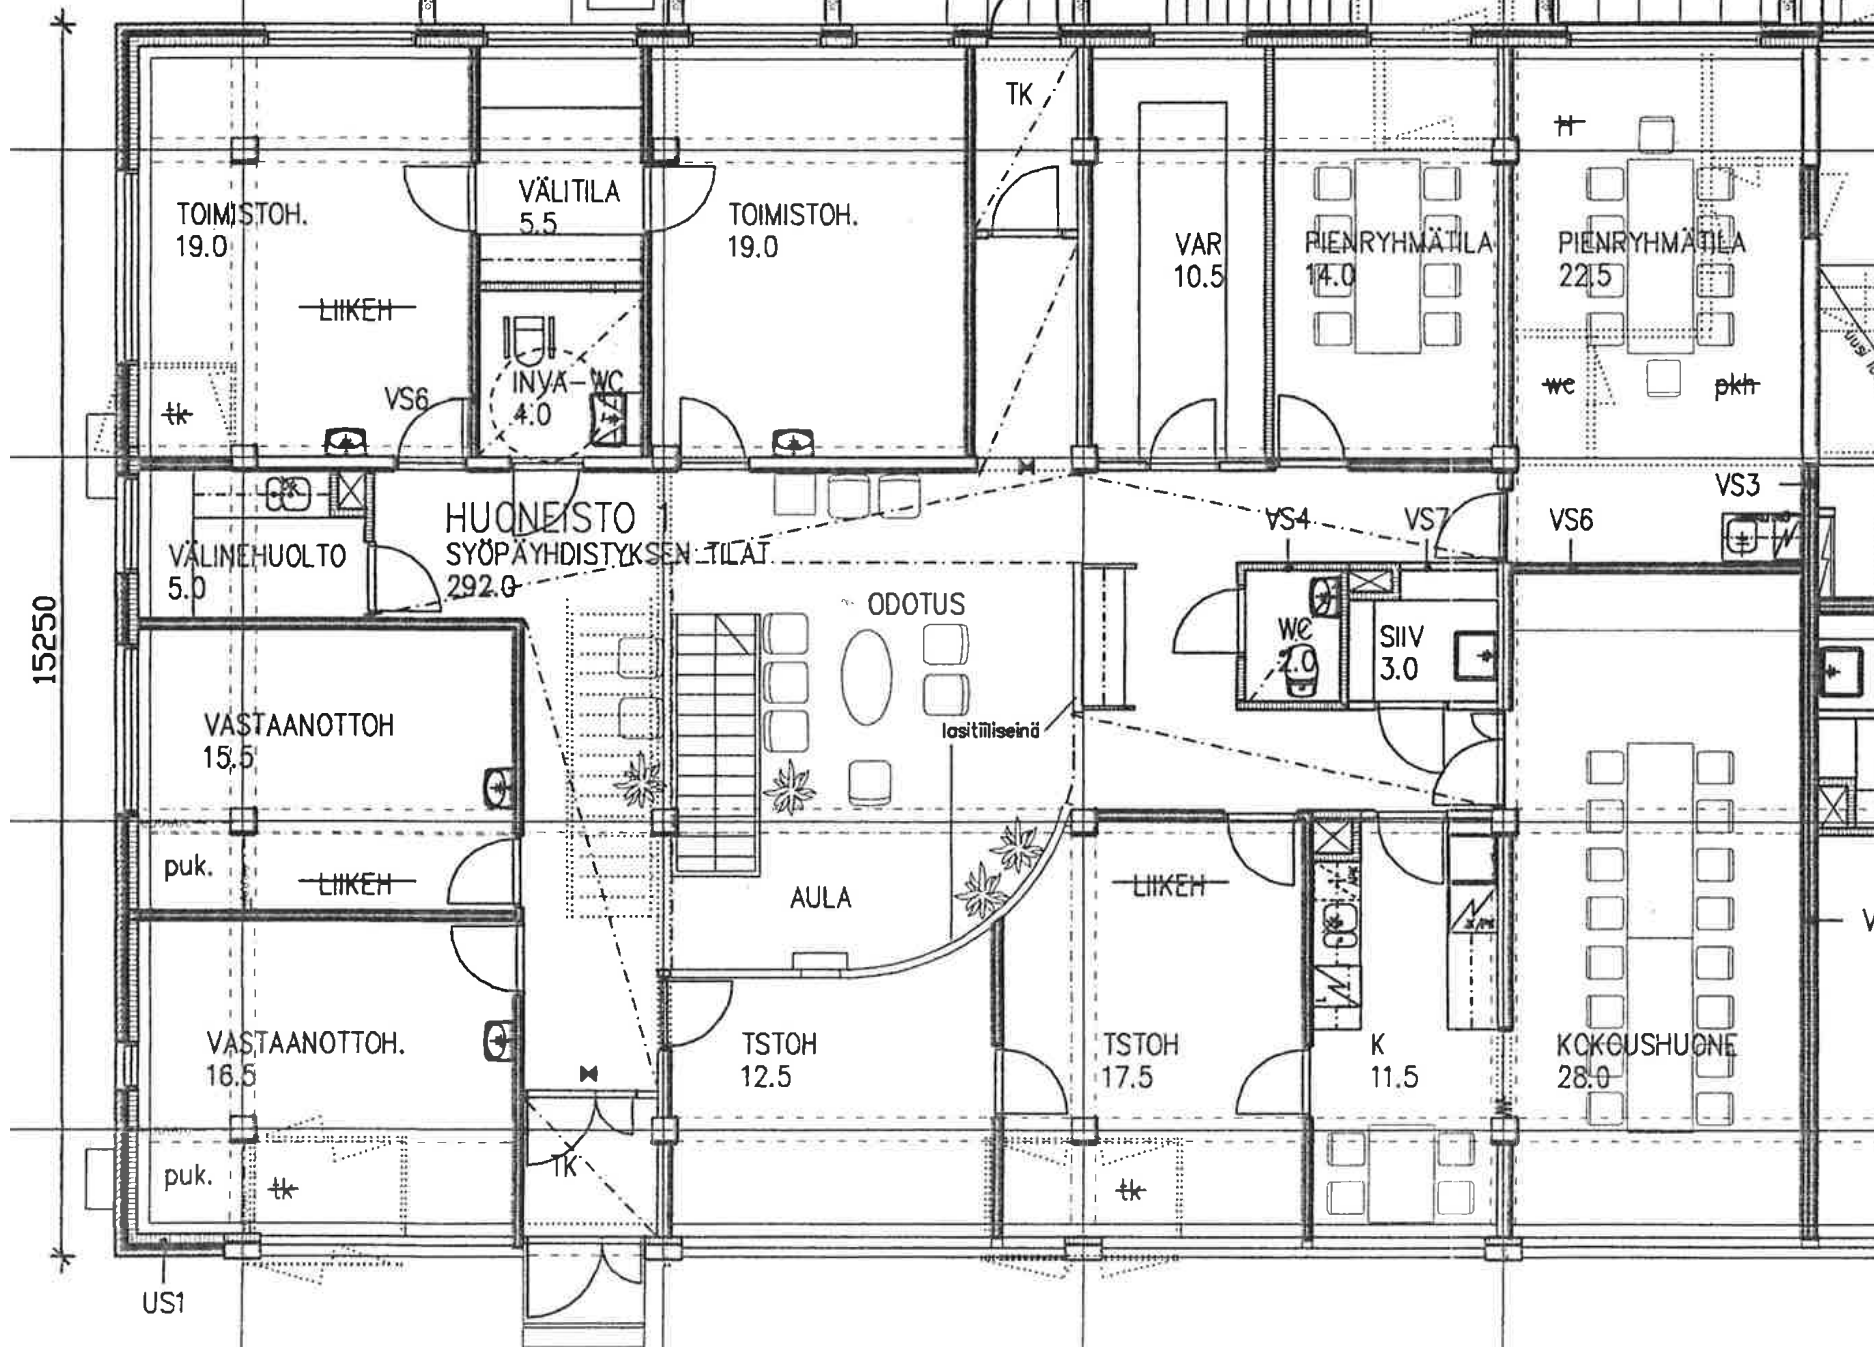 TK
H
VÄLITILA
5.5
TOIMISTOH.
19.0
TOIMISTOH.
19.0
VAR
10.5
PIENRYHMÄTILA
14.0
PIENRYHMÄTILA
22.5
LIIKEH
INVA-WC
4.0
VS6
tk
wc
pkh
VS3
HUONEISTO
SYÖPÄYHDISTYKSEN TILAT
292.0
VS4
VS7
VS6
VÄLINEHUOLTO
5.0
ODOTUS
15250
WC
2.0
SIIV
3.0
VASTAANOTTOH
15.5
lasitiiliseinä
puk.
LIIKEH
AULA
LIIKEH
VASTAANOTTOH.
16.5
TSTOH
12.5
TSTOH
17.5
K
11.5
KOKOUSHUONE
28.0
TK
puk.
tk
tk
US1